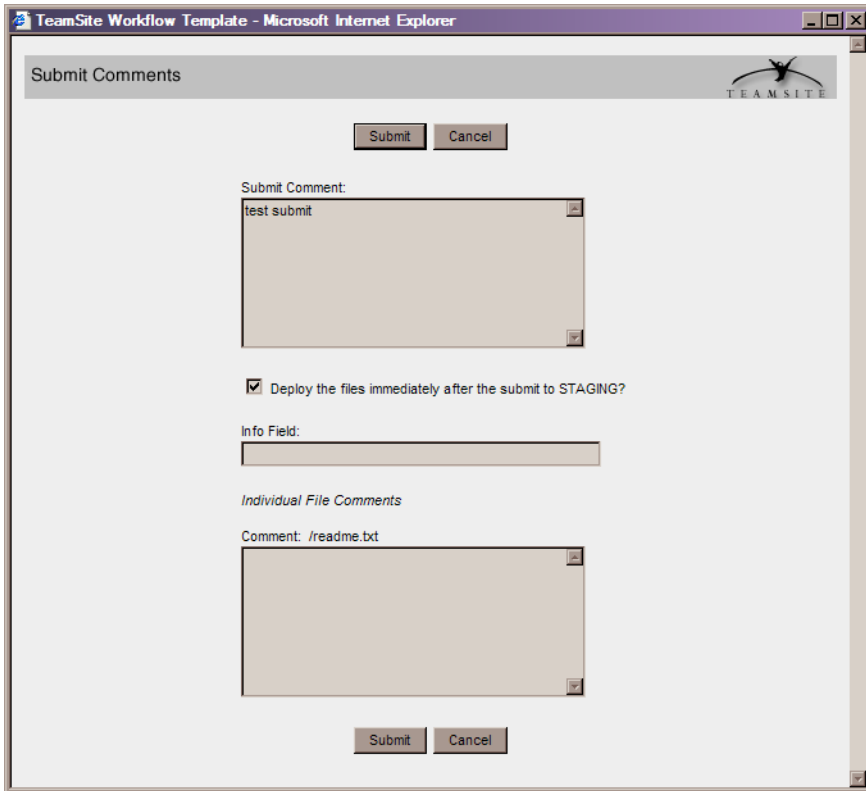 TeamSite Workflow Template - Microsoft Internet Explorer
Submit Comments
TEAMSITE
Submit Cancel
Submit Comment:
test submit
Deploy the files immediately after the submit to STAGING?
Info Field:
Individual File Comments
Comment: /readme.txt
Submit Cancel